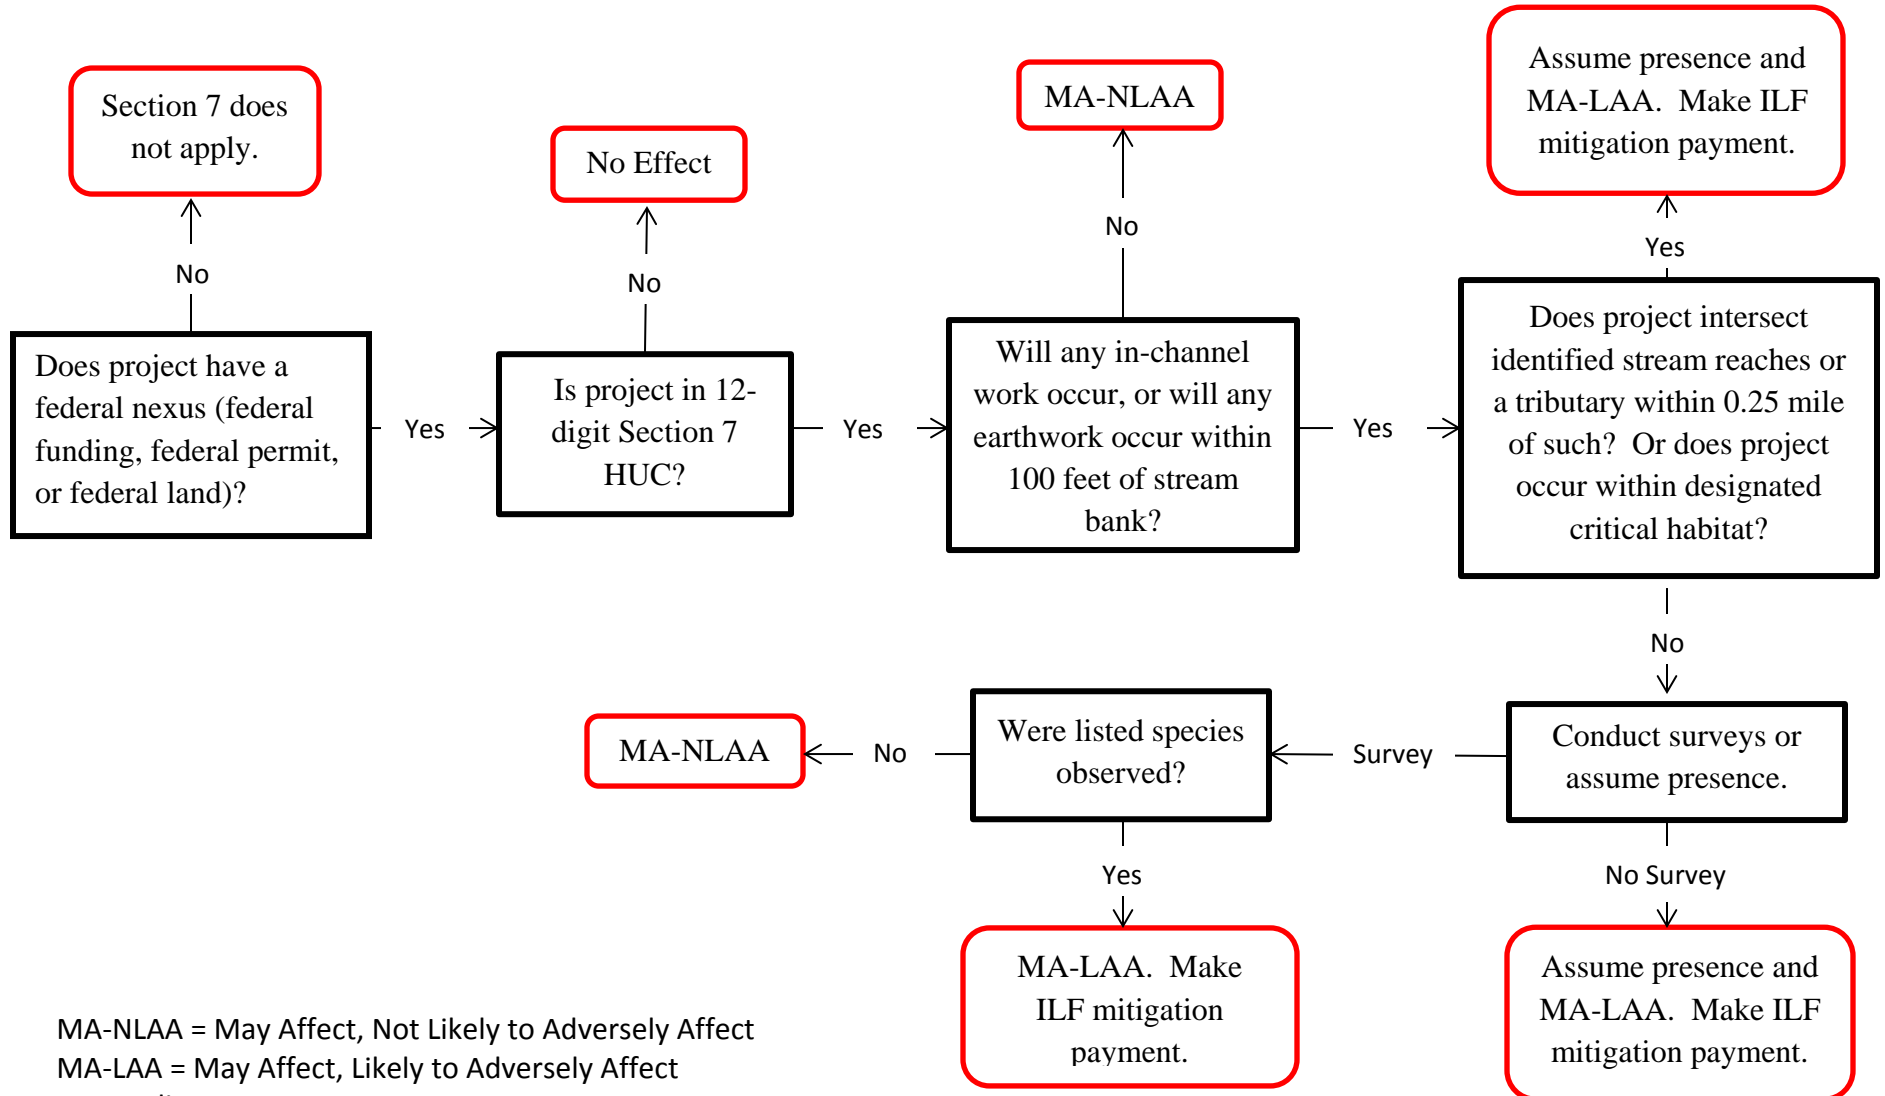 Section 7 does
not apply.
No Effect
MA-NLAA
Assume presence and
MA-LAA.  Make ILF
mitigation payment.
No
No
No
Yes
Does project have a
federal nexus (federal
funding, federal permit,
or federal land)?
Yes
Is project in 12-
digit Section 7
HUC?
Yes
Will any in-channel
work occur, or will any
earthwork occur within
100 feet of stream
bank?
Yes
Does project intersect
identified stream reaches or
a tributary within 0.25 mile
of such?  Or does project
occur within designated
critical habitat?
No
MA-NLAA
No
Were listed species
observed?
Survey
Conduct surveys or
assume presence.
Yes
No Survey
MA-LAA.  Make
ILF mitigation
payment.
Assume presence and
MA-LAA.  Make ILF
mitigation payment.
MA-NLAA = May Affect, Not Likely to Adversely Affect
MA-LAA = May Affect, Likely to Adversely Affect